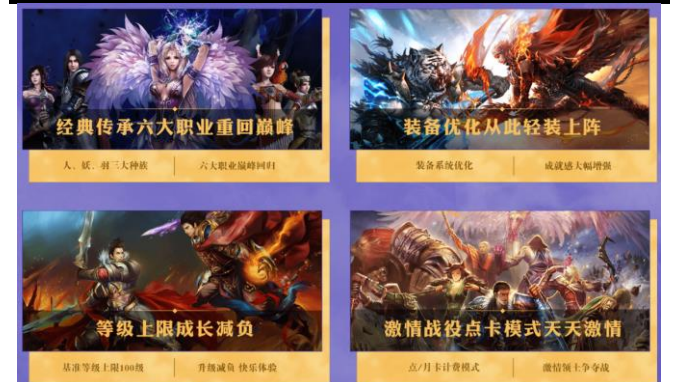 经典传承六大职业重回巅峰
人、妖、羽三大种族
六大职业巅峰回归
装备优化从此轻装上阵
装备系统优化
成就感大幅增强
等级上限成长减负
基准等级上限100级
升级减负 快乐体验
激情战役点卡模式天天激情
点/月卡计费模式
激情领土争夺战